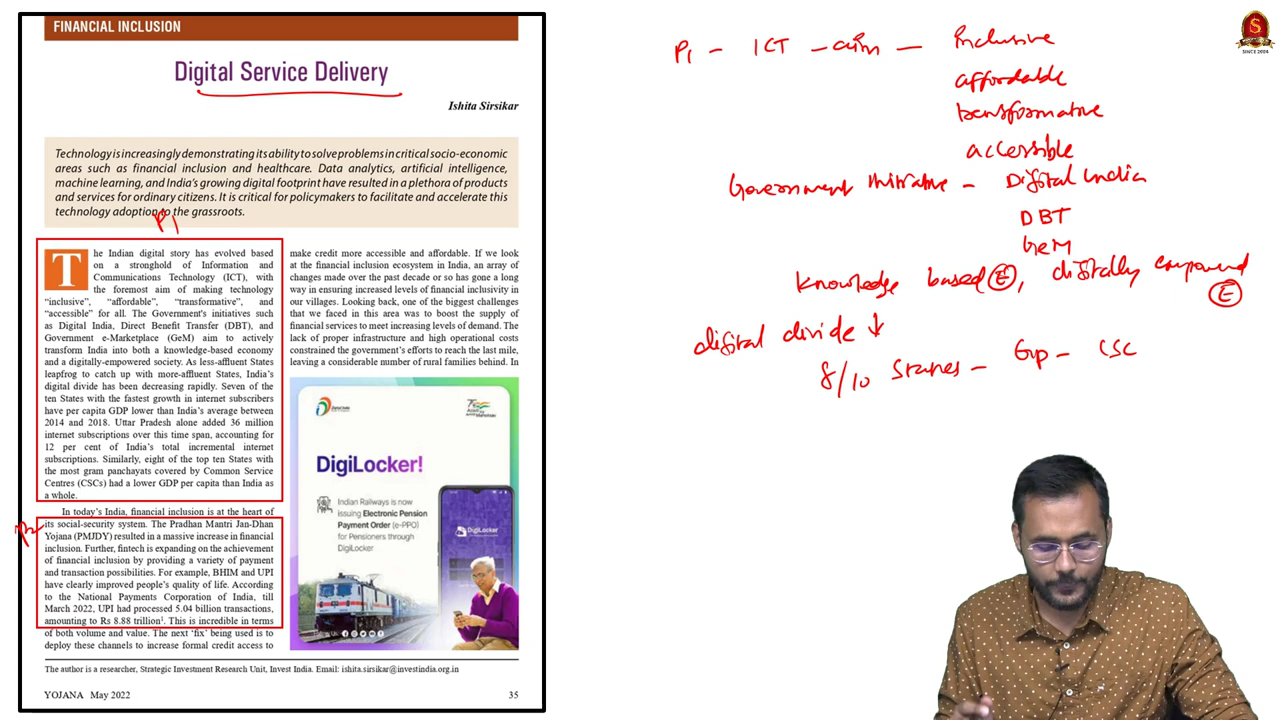 FINANCIAL INCLUSION
Digital Service Delivery
Ishita Sirsikar
Technology is increasingly demonstrating its ability to solve problems in critical socio-economic
areas such as financial inclusion and healthcare. Data analytics, artificial intelligence,
machine learning, and India's growing digital footprint have resulted in a plethora of products
and services for ordinary citizens. It is critical for policymakers to facilitate and accelerate this
technology adoption to the grassroots.
P1
The Indian digital story has evolved based
on a stronghold of Information and
Communications Technology (ICT), with
the foremost aim of making technology
“inclusive”, “affordable”, “transformative”, and
“accessible” for all. The Government's initiatives such
as Digital India, Direct Benefit Transfer (DBT), and
Government e-Marketplace (GeM) aim to actively
transform India into both a knowledge-based economy
and a digitally-empowered society. As less-affluent States
leapfrog to catch up with more-affluent States, India's
digital divide has been decreasing rapidly. Seven of the
ten States with the fastest growth in internet subscribers
have per capita GDP lower than India's average between
2014 and 2018. Uttar Pradesh alone added 36 million
internet subscriptions over this time span, accounting for
12 per cent of India's total incremental internet
subscriptions. Similarly, eight of the top ten States with
the most gram panchayats covered by Common Service
Centres (CSCs) had a lower GDP per capita than India as
a whole.
In today's India, financial inclusion is at the heart of
its social-security system. The Pradhan Mantri Jan-Dhan
Yojana (PMJDY) resulted in a massive increase in financial
inclusion. Further, fintech is expanding on the achievement
of financial inclusion by providing a variety of payment
and transaction possibilities. For example, BHIM and UPI
have clearly improved people's quality of life. According
to the National Payments Corporation of India, till
March 2022, UPI had processed 5.04 billion transactions,
amounting to Rs 8.88 trillion¹. This is incredible in terms
of both volume and value. The next ‘fix’ being used is to
deploy these channels to increase formal credit access to
make credit more accessible and affordable. If we look
at the financial inclusion ecosystem in India, an array of
changes made over the past decade or so has gone a long
way in ensuring increased levels of financial inclusivity in
our villages. Looking back, one of the biggest challenges
that we faced in this area was to boost the supply of
financial services to meet increasing levels of demand. The
lack of proper infrastructure and high operational costs
constrained the government's efforts to reach the last mile,
leaving a considerable number of rural families behind. In
Digital India
DigiLocker!
Indian Railways is now
issuing Electronic Pension
Payment Order (e-PPO)
for Pensioners through
DigiLocker
DigiLocker
Follow Us:
The author is a researcher, Strategic Investment Research Unit, Invest India. Email: ishita.sirsikar@investindia.org.in
YOJANA May 2022
35
P1 - ICT - aim - Inclusive
affordable
transformative
accessible
Government Initiative - Digital India
DBT
GeM
knowledge based E, digitally empowered
E
digital divide ↓
8/10 States - Grp - CSC
S
SINCE 2004